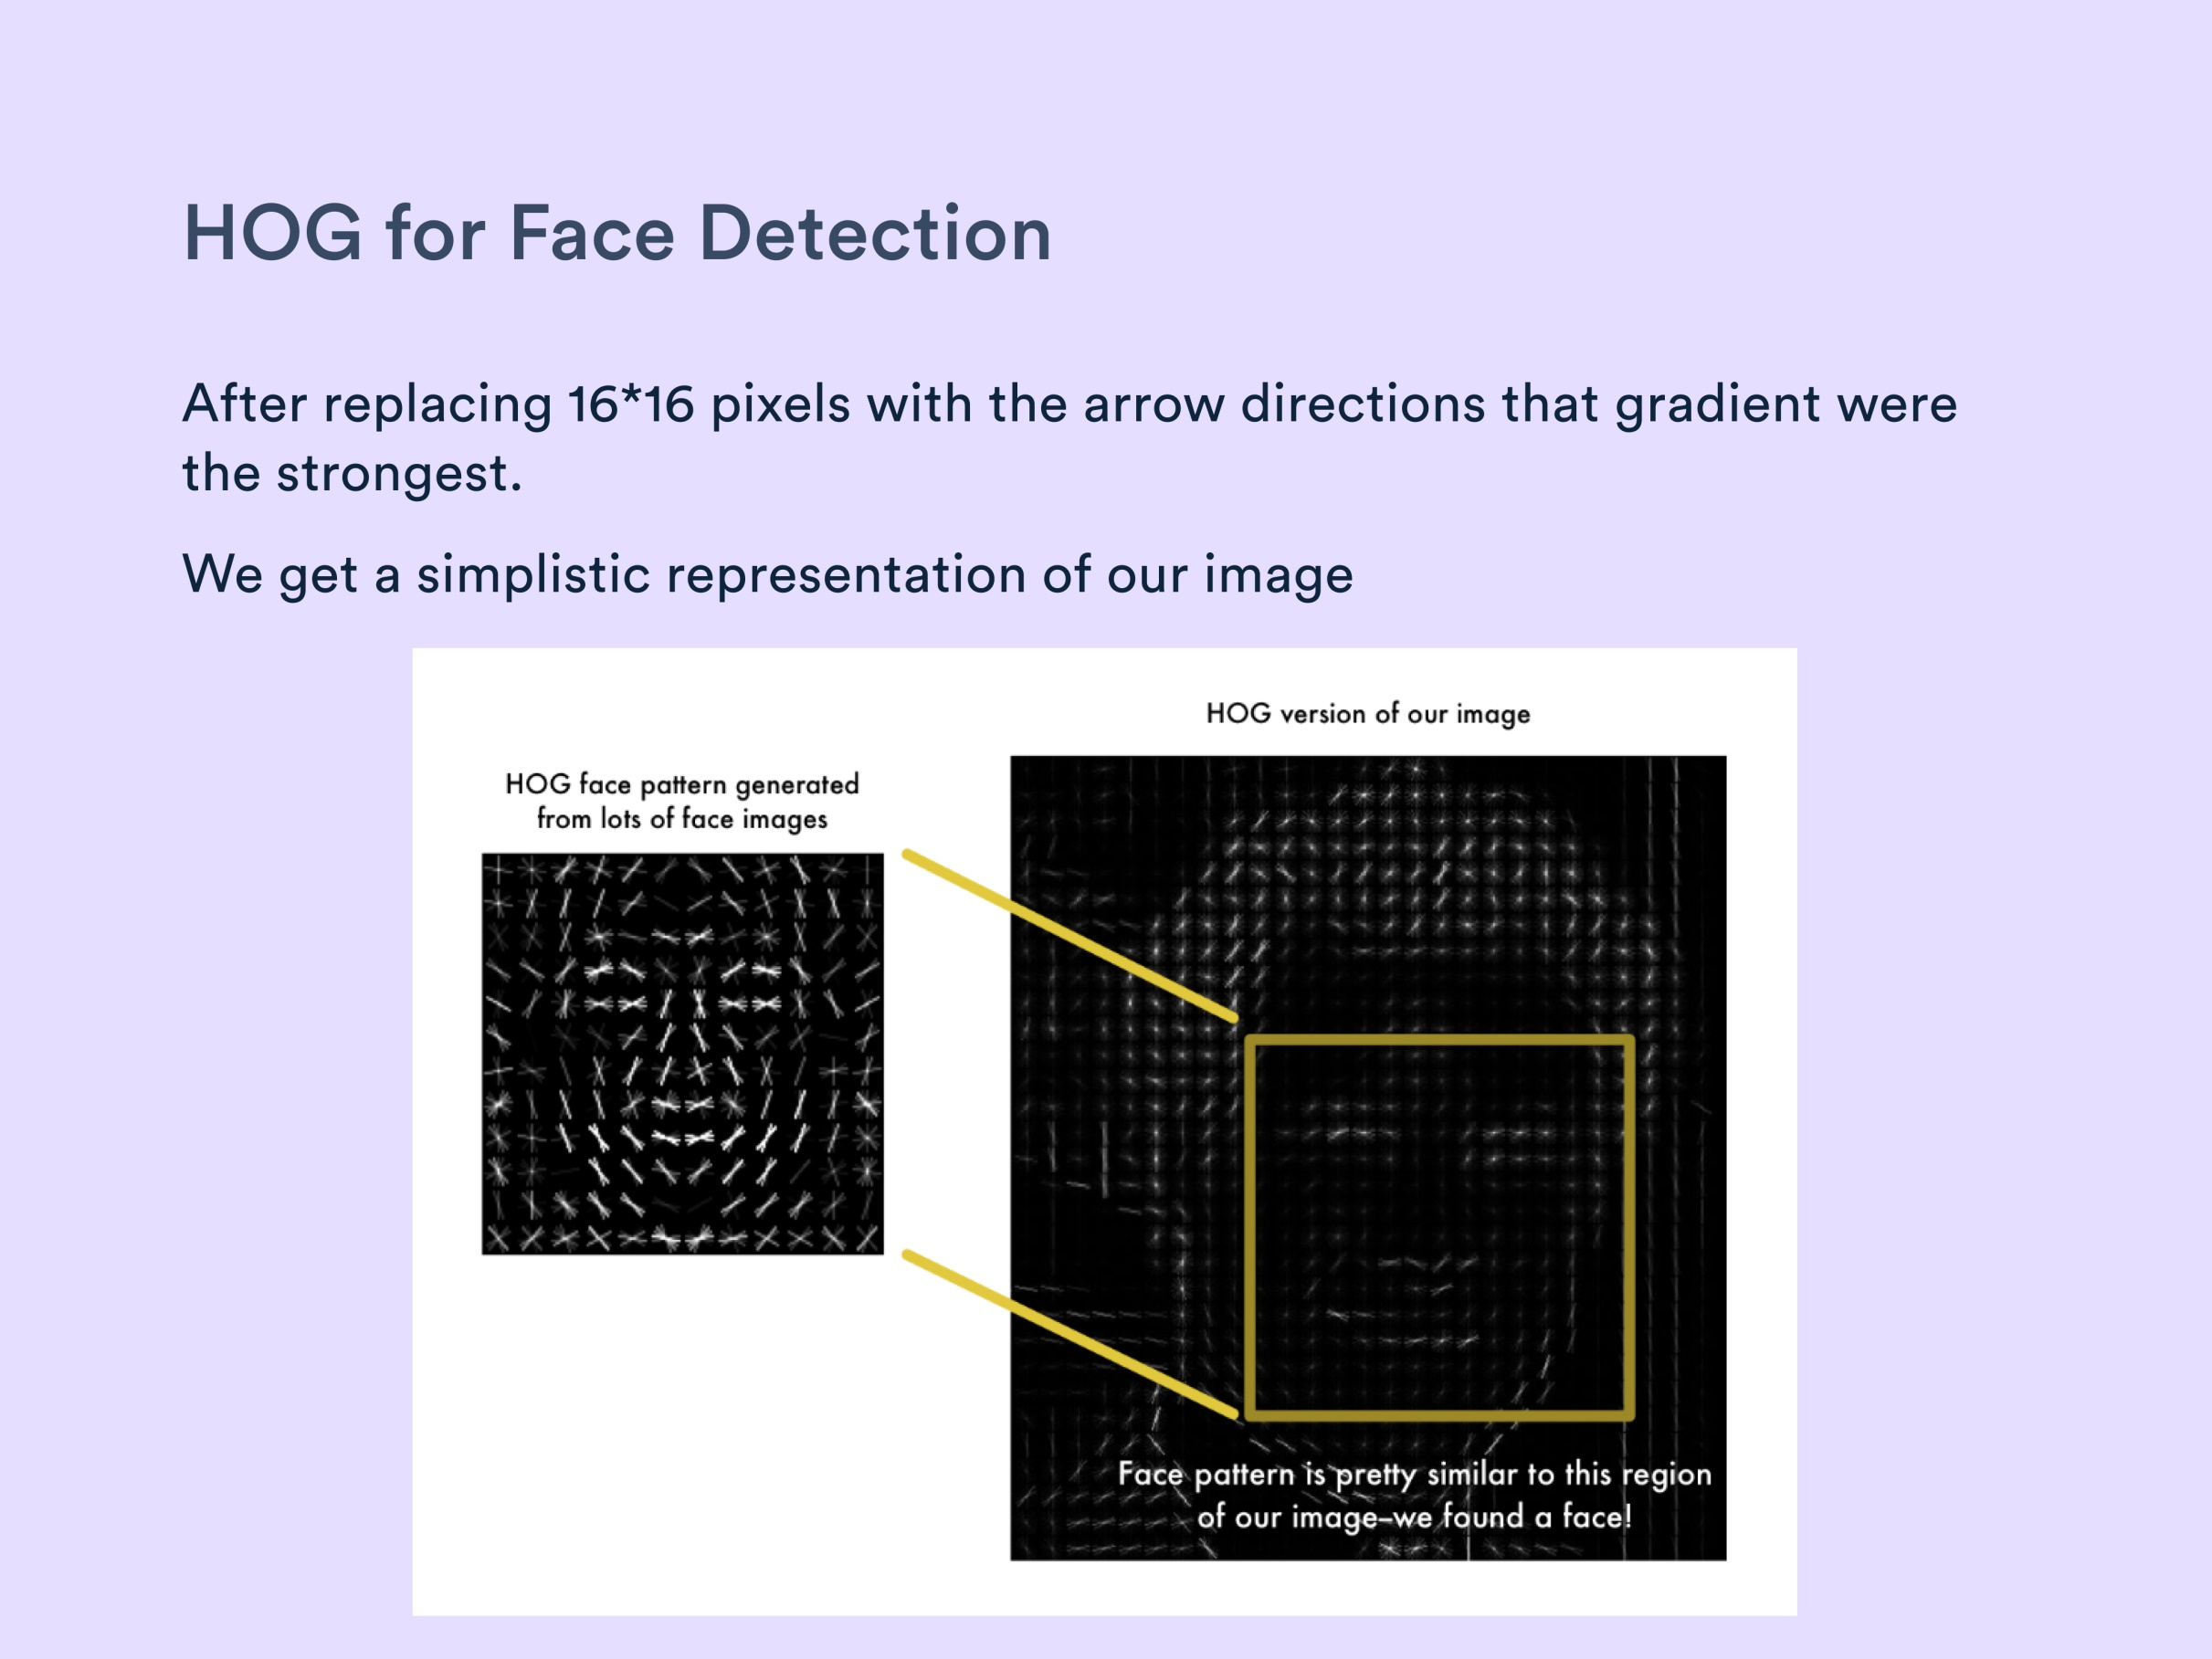 HOG for Face Detection
After replacing 16*16 pixels with the arrow directions that gradient were
the strongest.
We get a simplistic representation of our image
HOG version of our image
HOG face pattern generated
from lots of face images
Face pattern is pretty similar to this region
of our image–we found a face!